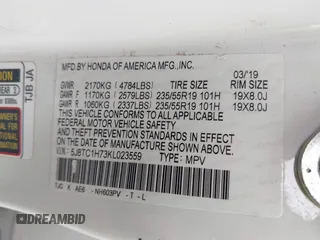 MFD. BY HONDA OF AMERICA MFG., INC.
03/19
GVWR 2170KG ( 4784LBS) TIRE SIZE RIM SIZE
GAWR F 1170KG ( 2579LBS) 235/55R19 101H 19X8.0J
GAWR R 1060KG ( 2337LBS) 235/55R19 101H 19X8.0J
THIS VEHICLE CONFORMS TO ALL APPLICABLE
FEDERAL MOTOR VEHICLE SAFETY, BUMPER,
AND THEFT PREVENTION STANDARDS IN EFFECT
ON THE DATE OF MANUFACTURE SHOWN ABOVE.
5J8TC1H73KL023559 TYPE: MPV
NH603PV - T - L
TJB JA
DREAMBID